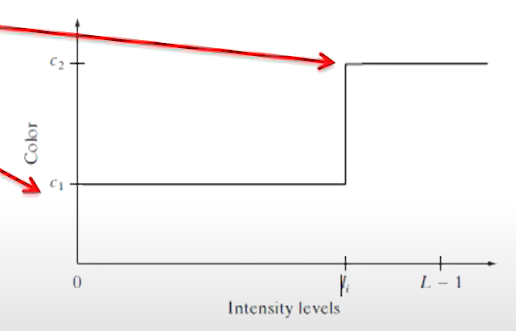 c₂
Color
c₁
0
lᵢ
L – 1
Intensity levels